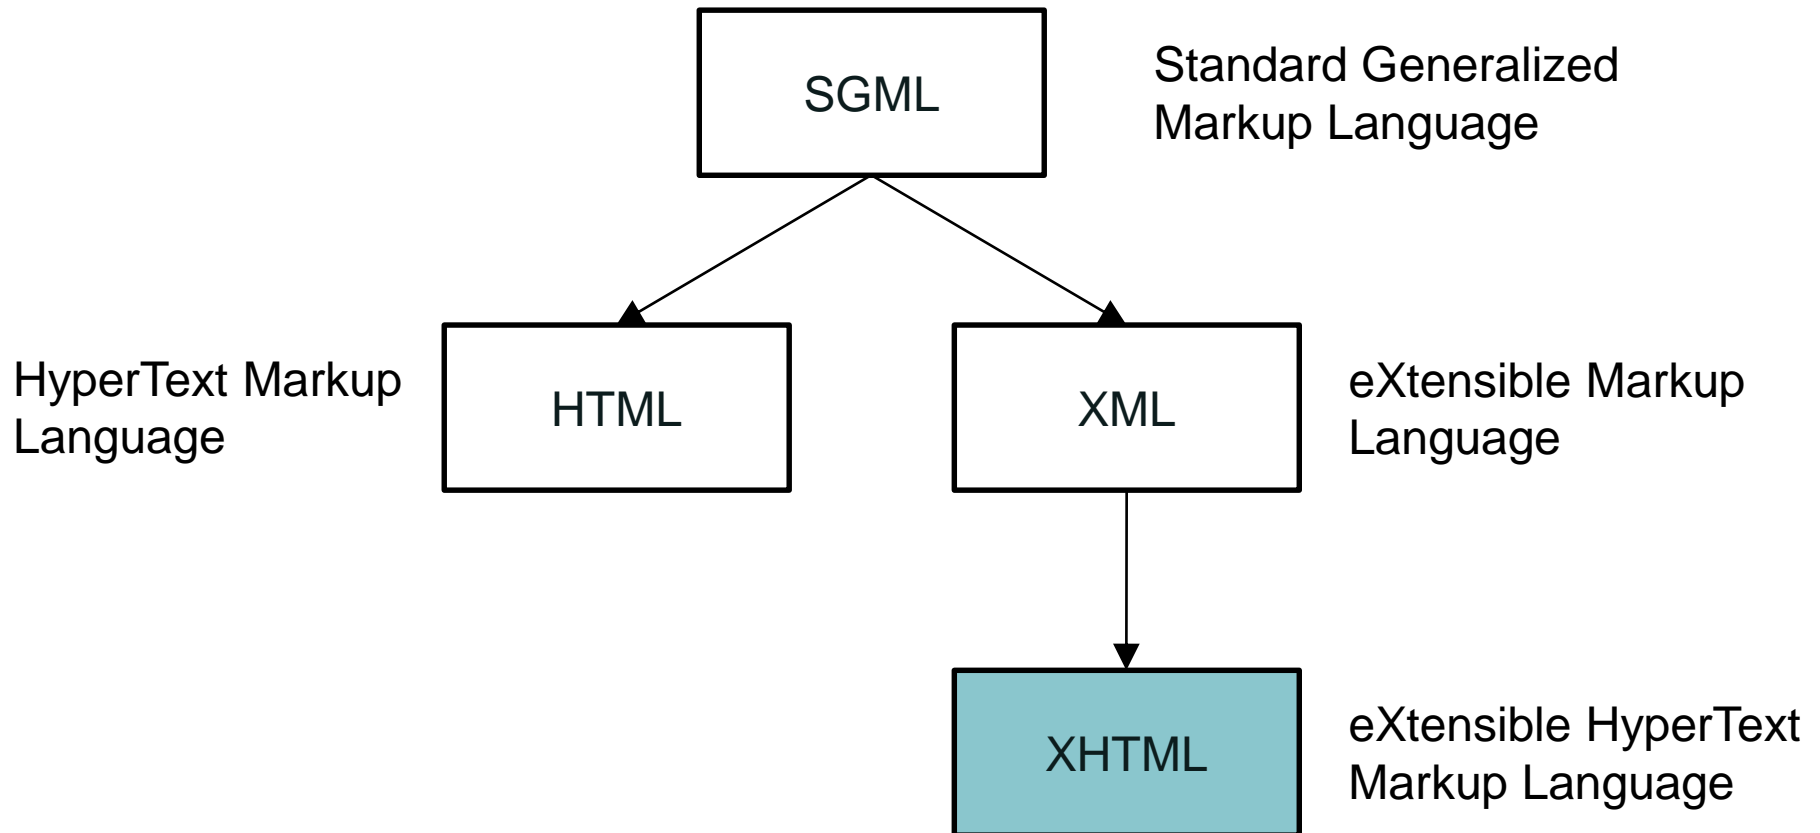 SGML
Standard Generalized
Markup Language
HyperText Markup
Language
HTML
XML
eXtensible Markup
Language
XHTML
eXtensible HyperText
Markup Language